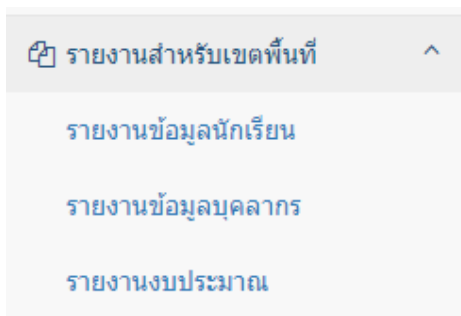 รายงานสำหรับเขตพื้นที่
รายงานข้อมูลนักเรียน
รายงานข้อมูลบุคลากร
รายงานงบประมาณ